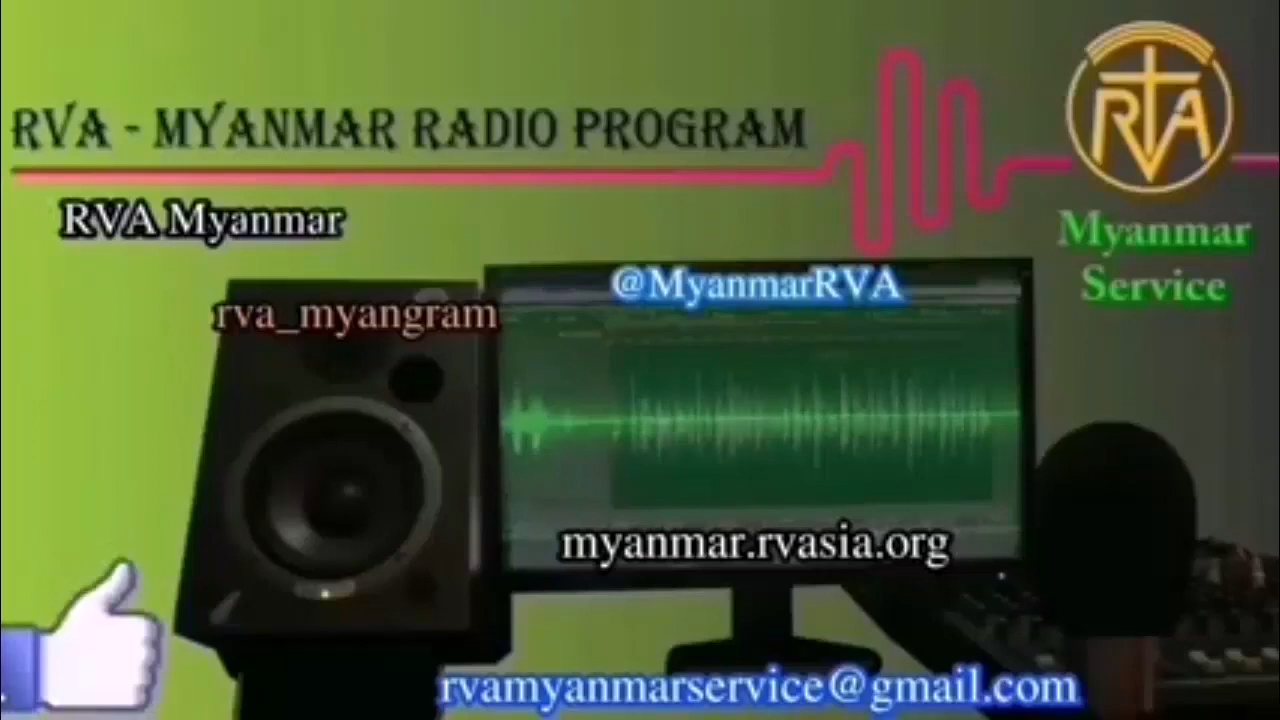 RVA - MYANMAR RADIO PROGRAM
RVA
Myanmar
Service
RVA Myanmar
@MyanmarRVA
rva_myangram
myanmar.rvasia.org
rvamyanmarservice@gmail.com